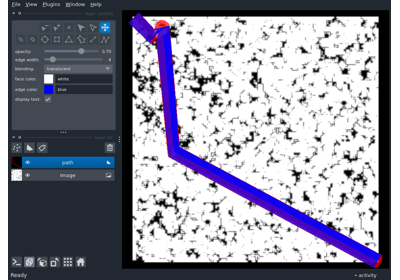 File View Plugins Window Help
opacity: 0.70
edge width: 4
blending: translucent
face color: white
edge color: blue
display text: ✓
path
Image
activity